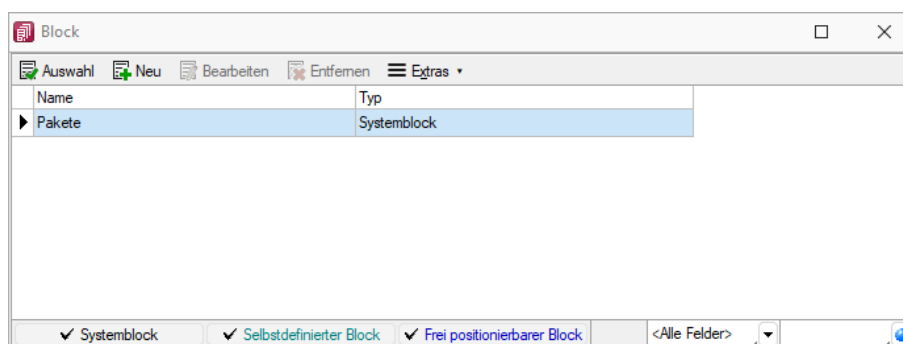 Block
Auswahl Neu Bearbeiten Entfernen Extras
Name Typ
Pakete Systemblock
Systemblock Selbstdefinierter Block Frei positionierbarer Block <Alle Felder>